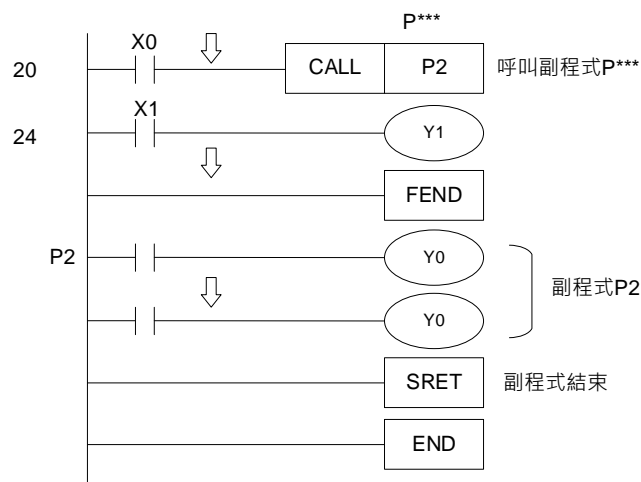 P***
X0
20 CALL P2 呼叫副程式P***
X1
24 Y1
FEND
P2 Y0
副程式P2
Y0
SRET 副程式結束
END